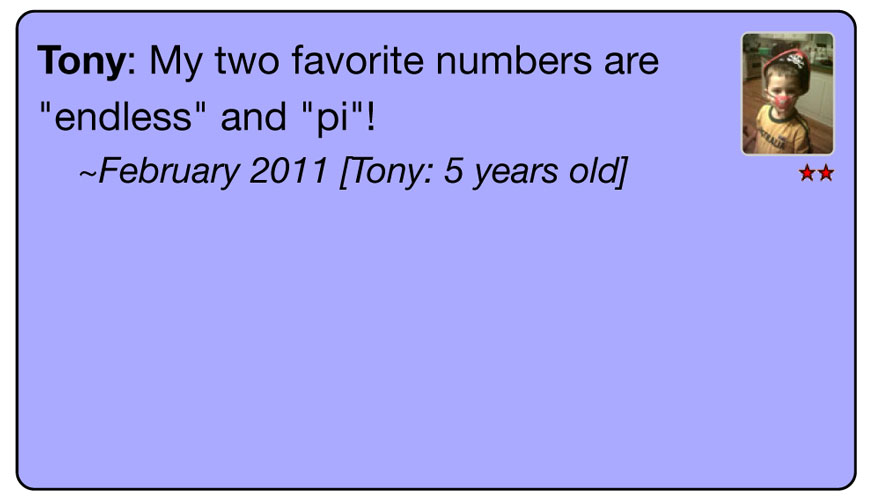 Tony: My two favorite numbers are
"endless" and "pi"!
~February 2011 [Tony: 5 years old]